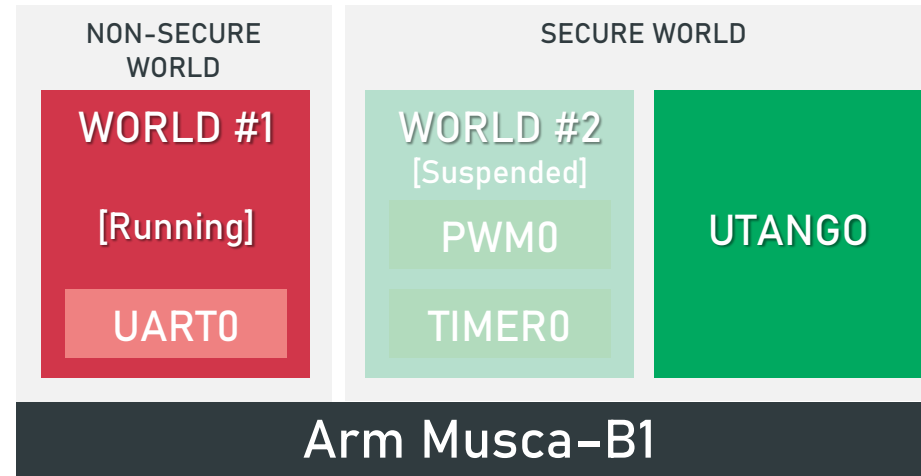 NON-SECURE
WORLD
WORLD #1
[Running]
UART0
SECURE WORLD
WORLD #2
[Suspended]
PWM0
TIMER0
UTANGO
Arm Musca-B1